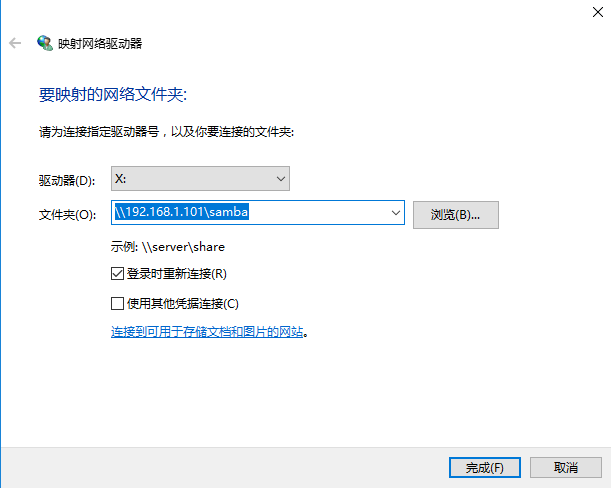 映射网络驱动器
要映射的网络文件夹:
请为连接指定驱动器号，以及你要连接的文件夹:
驱动器(D): X:
文件夹(O): \\192.168.1.101\samba 浏览(B)...
示例: \\server\share
登录时重新连接(R)
使用其他凭据连接(C)
连接到可用于存储文档和图片的网站。
完成(F) 取消